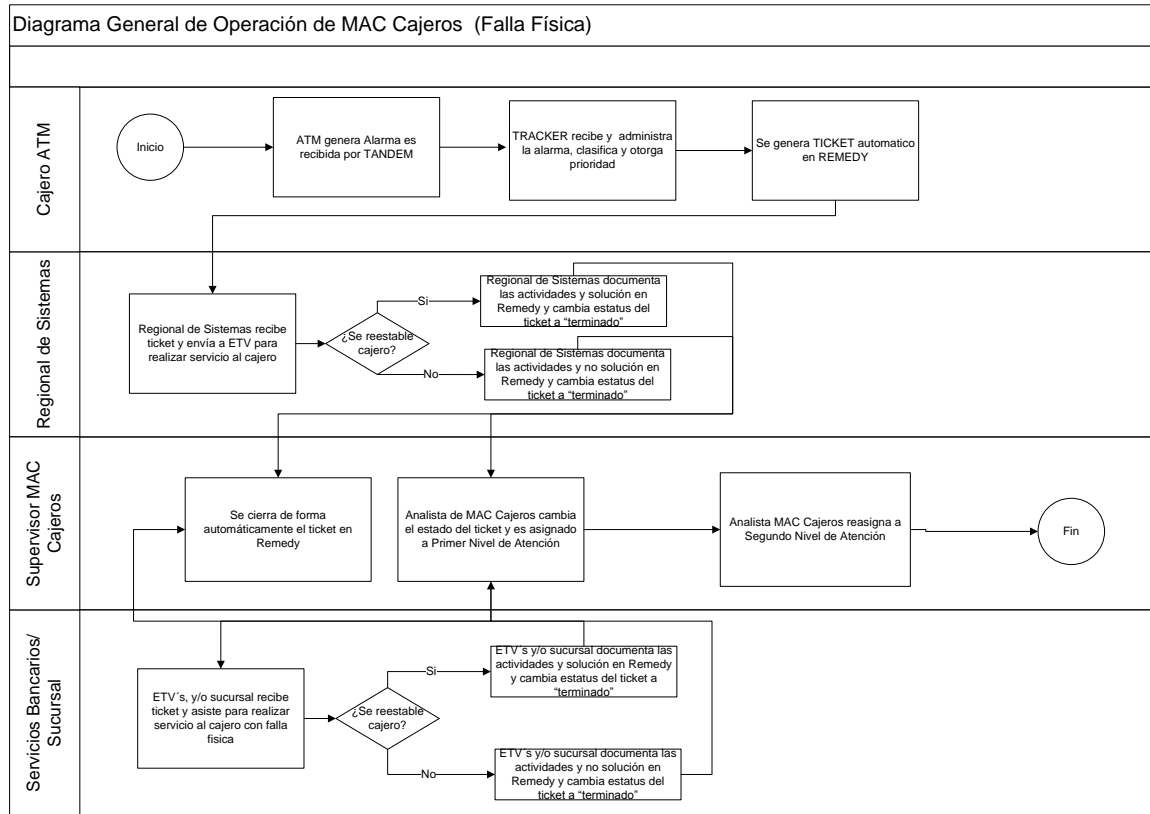 Diagrama General de Operación de MAC Cajeros  (Falla Física)
Cajero ATM
Inicio
ATM genera Alarma es
recibida por TANDEM
TRACKER recibe y  administra
la alarma, clasifica y otorga
prioridad
Se genera TICKET automatico
en REMEDY
Regional de Sistemas
Regional de Sistemas recibe
ticket y envía a ETV para
realizar servicio al cajero
¿Se reestable
cajero?
Si
Regional de Sistemas documenta
las actividades y solución en
Remedy y cambia estatus del
ticket a “terminado”
No
Regional de Sistemas documenta
las actividades y no solución en
Remedy y cambia estatus del
ticket a “terminado”
Supervisor MAC
Cajeros
Se cierra de forma
automáticamente el ticket en
Remedy
Analista de MAC Cajeros cambia
el estado del ticket y es asignado
a Primer Nivel de Atención
Analista MAC Cajeros reasigna a
Segundo Nivel de Atención
Fin
Servicios Bancarios/
Sucursal
ETV´s, y/o sucursal recibe
ticket y asiste para realizar
servicio al cajero con falla
fisica
¿Se reestable
cajero?
Si
ETV´s y/o sucursal documenta las
actividades y solución en Remedy
y cambia estatus del ticket a
“terminado”
No
ETV´s y/o sucursal documenta las
actividades y no solución en
Remedy y cambia estatus del
ticket a “terminado”